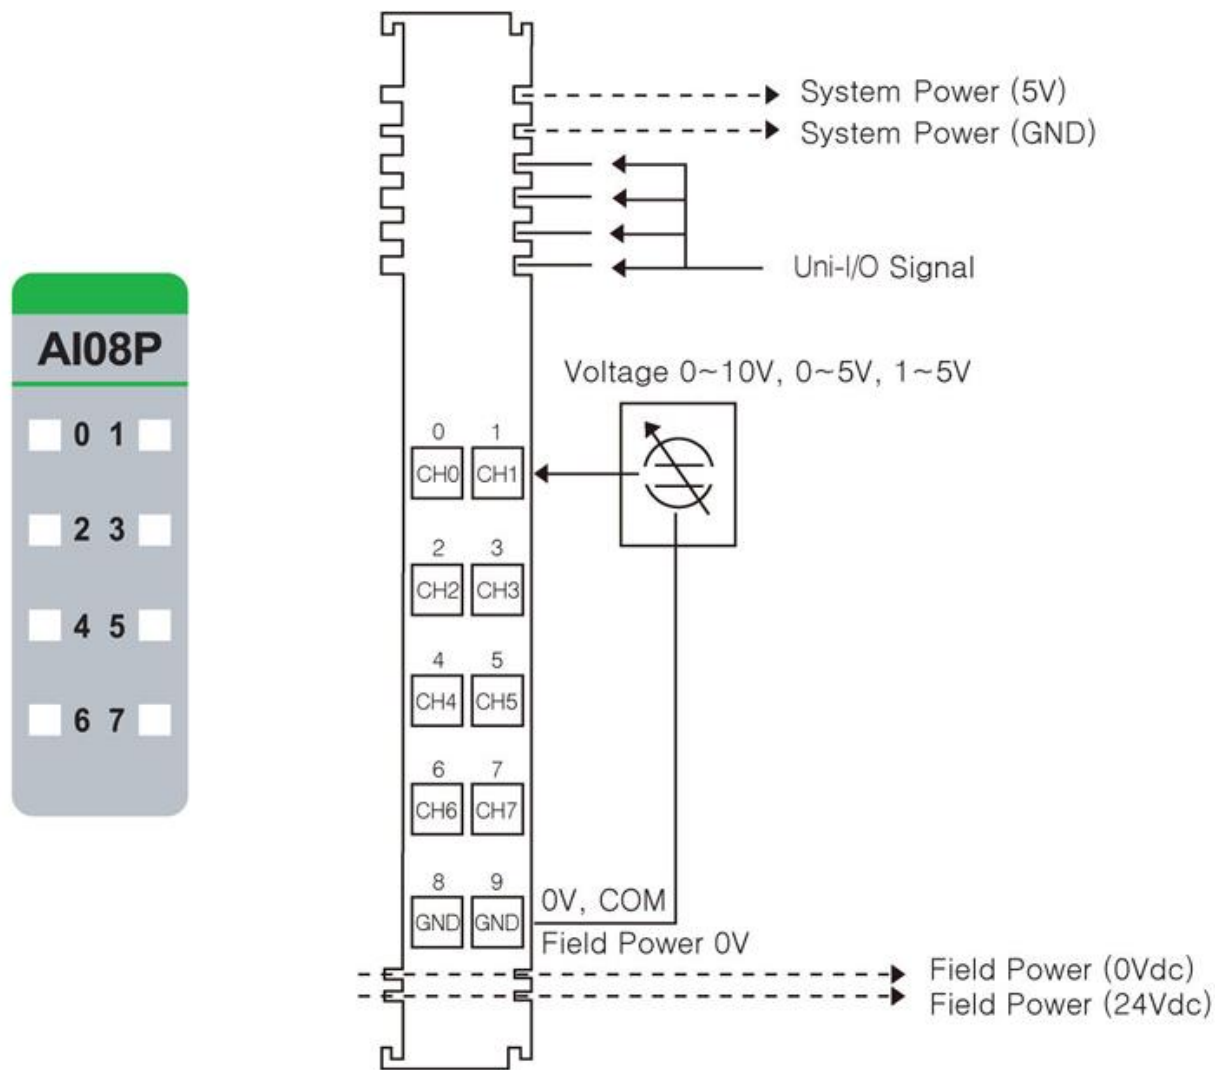 System Power (5V)
System Power (GND)
Uni-I/O Signal
AI08P
0 1
2 3
4 5
6 7
Voltage 0~10V, 0~5V, 1~5V
0 1
CH0 CH1
2 3
CH2 CH3
4 5
CH4 CH5
6 7
CH6 CH7
8 9
GND GND
0V, COM
Field Power 0V
Field Power (0Vdc)
Field Power (24Vdc)